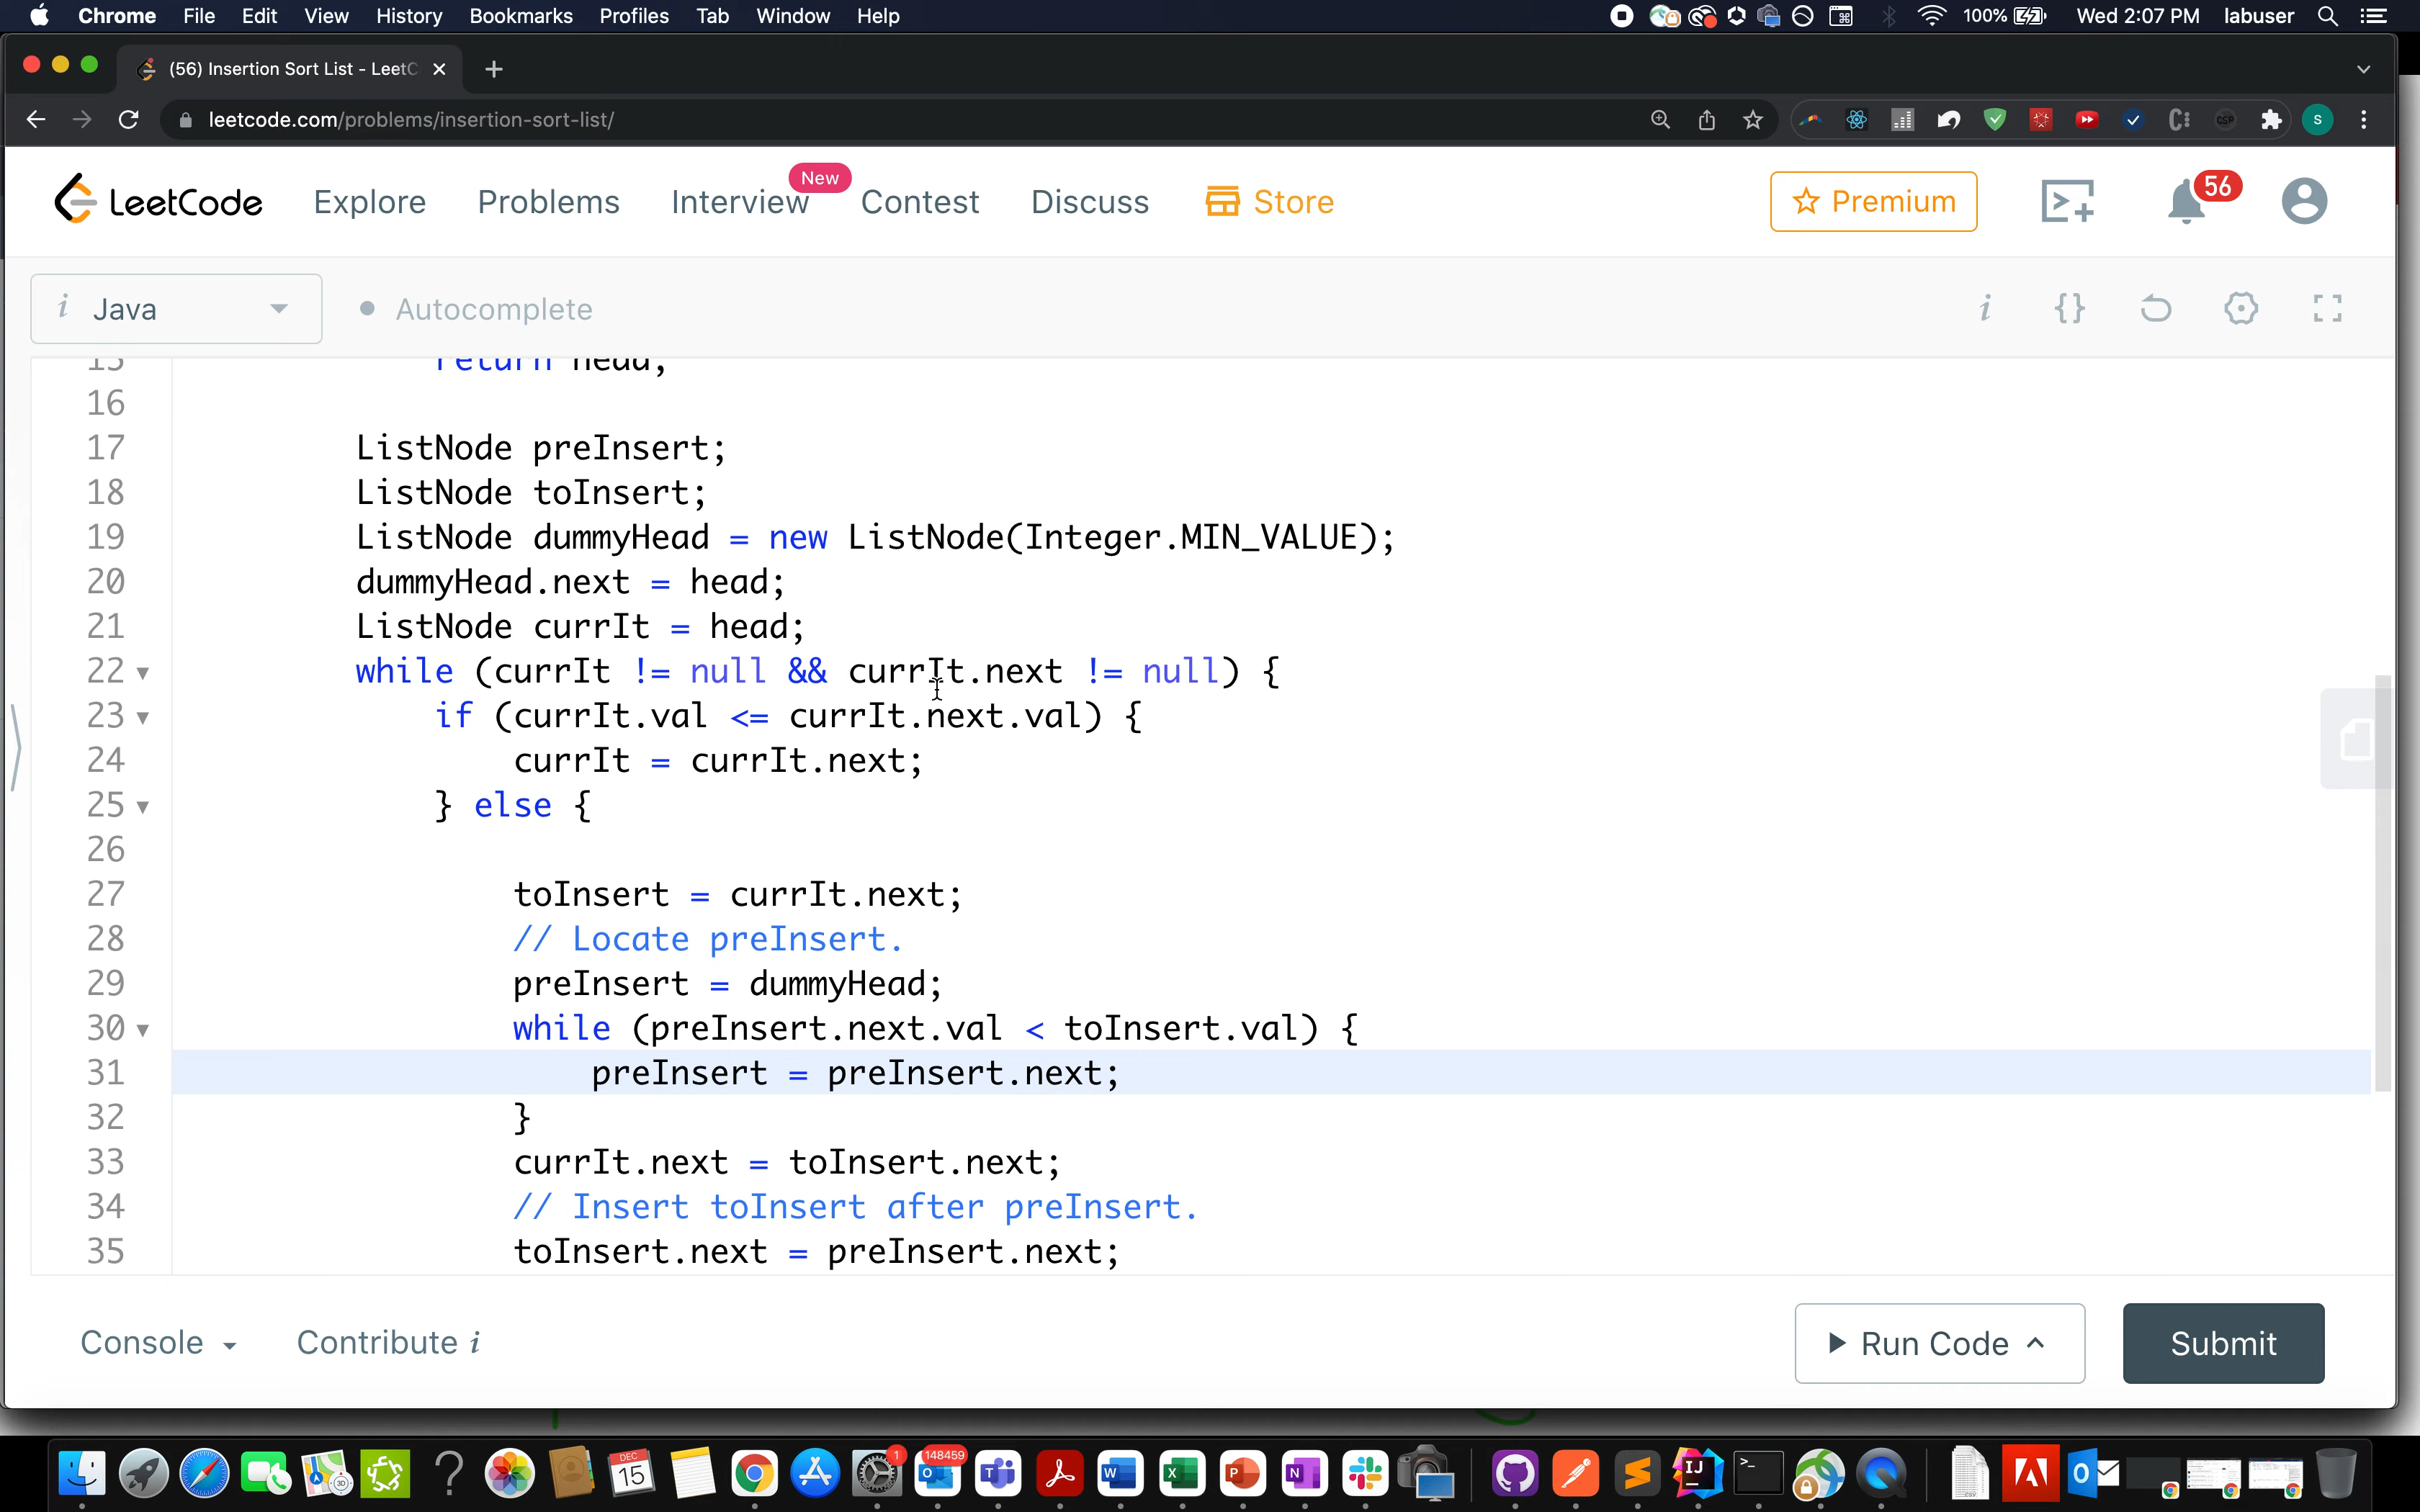 Chrome File Edit View History Bookmarks Profiles Tab Window Help 100% Wed 2:07 PM labuser
(56) Insertion Sort List - LeetC
leetcode.com/problems/insertion-sort-list/ CSP S
LeetCode Explore Problems Interview New Contest Discuss Store Premium 56
i Java Autocomplete i {}
15 return head;
16
17 ListNode preInsert;
18 ListNode toInsert;
19 ListNode dummyHead = new ListNode(Integer.MIN_VALUE);
20 dummyHead.next = head;
21 ListNode currIt = head;
22 while (currIt != null && currIt.next != null) {
23 if (currIt.val <= currIt.next.val) {
24 currIt = currIt.next;
25 } else {
26
27 toInsert = currIt.next;
28 // Locate preInsert.
29 preInsert = dummyHead;
30 while (preInsert.next.val < toInsert.val) {
31 preInsert = preInsert.next;
32 }
33 currIt.next = toInsert.next;
34 // Insert toInsert after preInsert.
35 toInsert.next = preInsert.next;
Console Contribute i Run Code Submit
DEC 15 1 148459